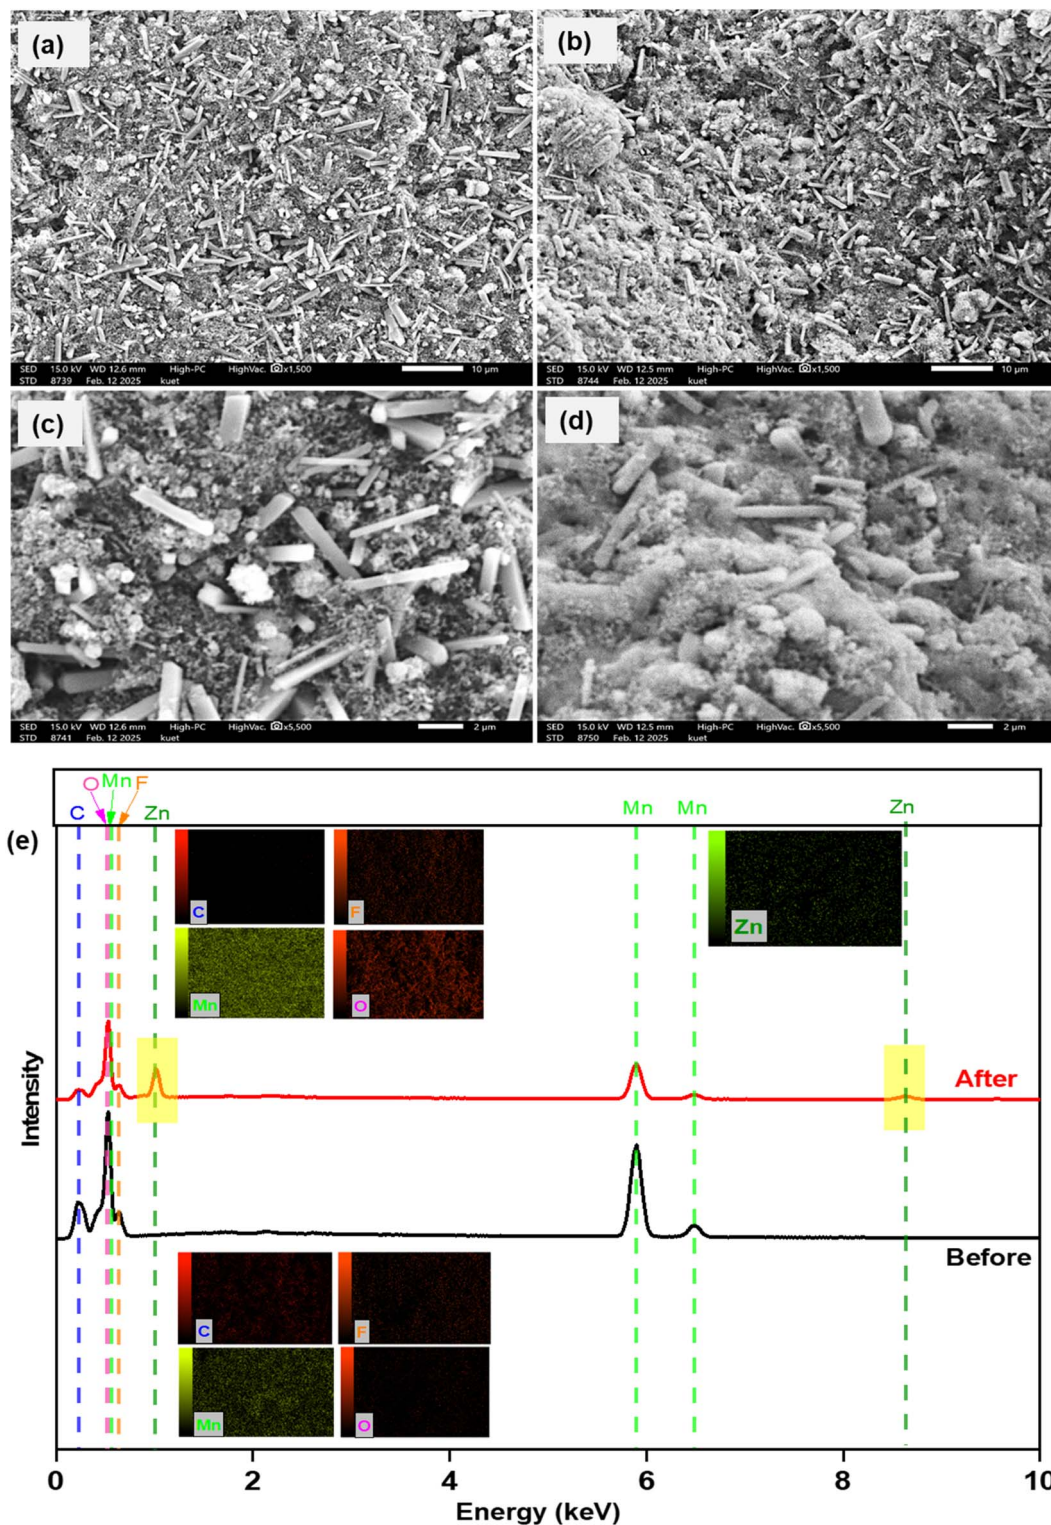 (a)
SED 15.0 kV WD 12.6 mm High-PC HighVac. x1,500 10 µm
STD 8739 Feb. 12 2025 kuet
(b)
SED 15.0 kV WD 12.5 mm High-PC HighVac. x1,500 10 µm
STD 8744 Feb. 12 2025 kuet
(c)
SED 15.0 kV WD 12.6 mm High-PC HighVac. x5,500 2 µm
STD 8741 Feb. 12 2025 kuet
(d)
SED 15.0 kV WD 12.5 mm High-PC HighVac. x5,500 2 µm
STD 8750 Feb. 12 2025 kuet
(e)
C O Mn F Zn Mn Mn Zn
C F
Mn O
Zn
After
Before
C F
Mn O
Intensity
0 2 4 6 8 10
Energy (keV)